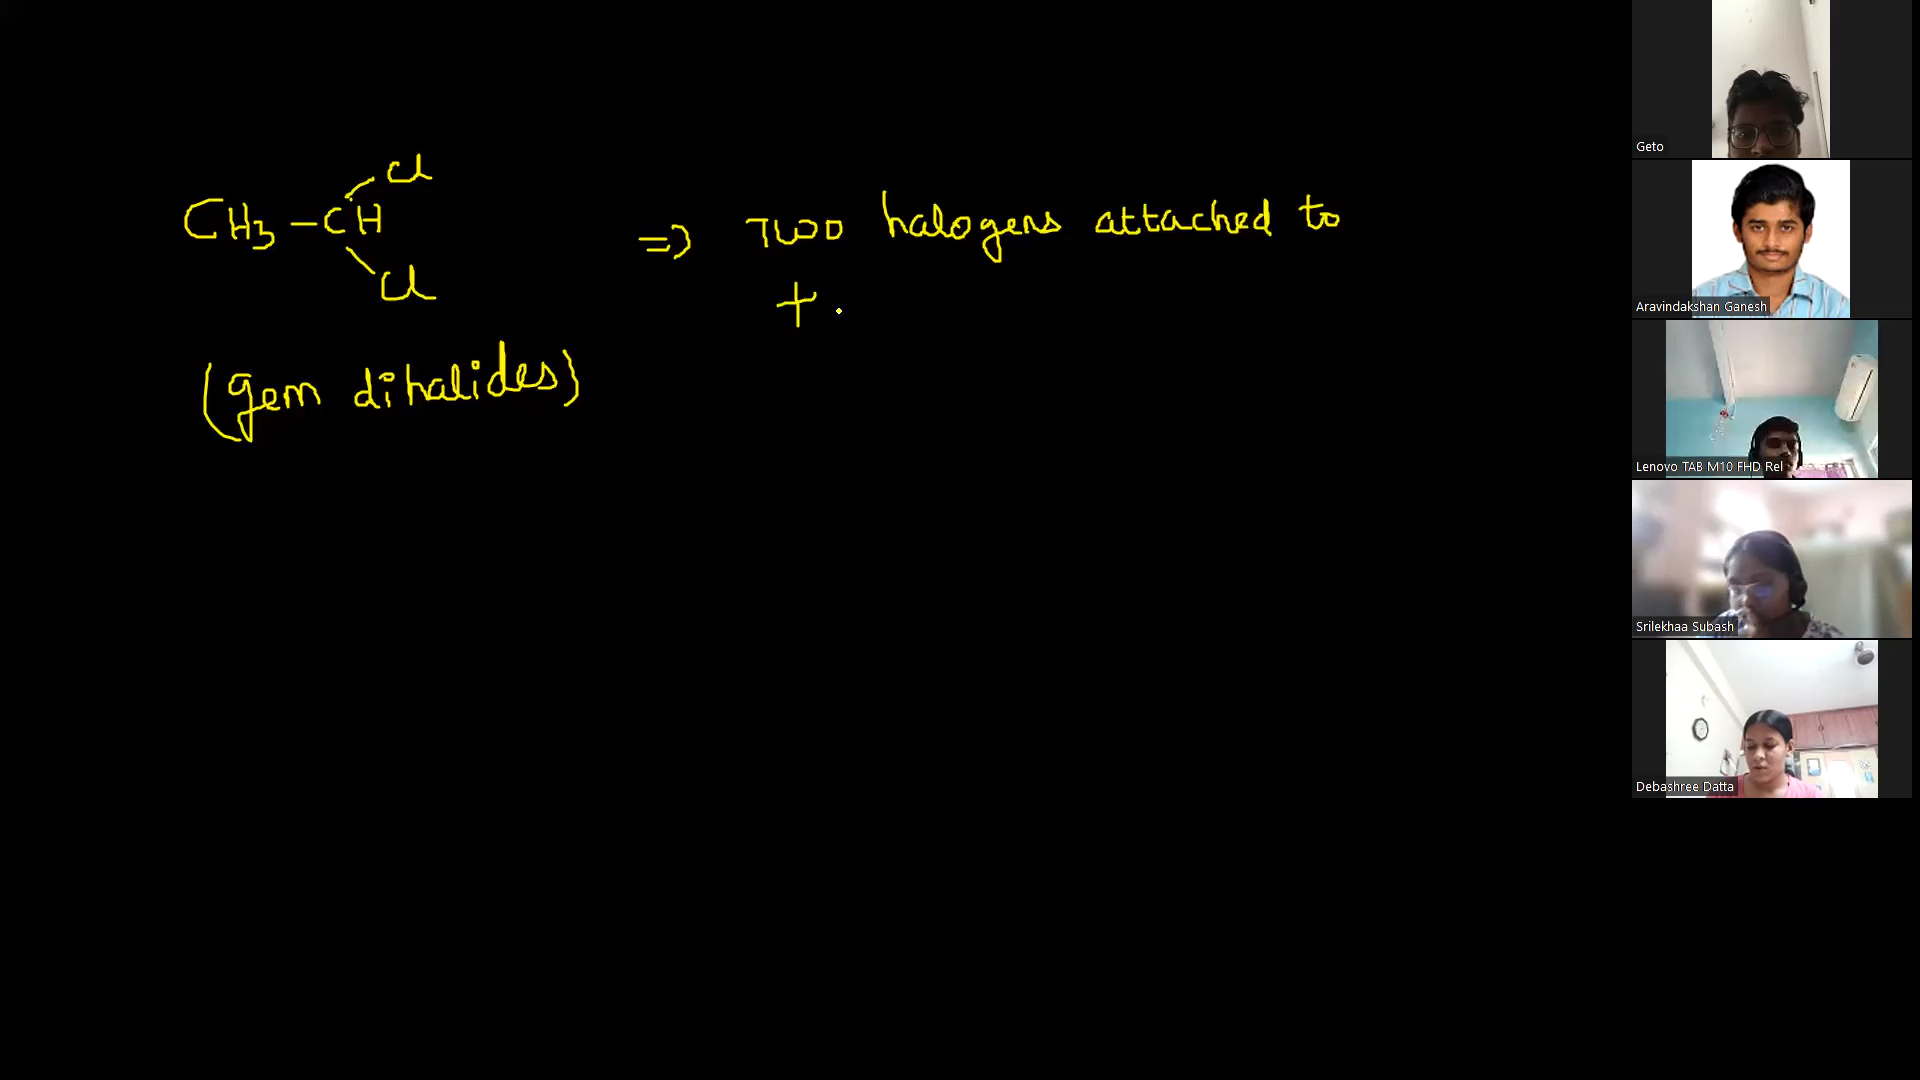 Cl
CH3 - CH
Cl
(gem dihalides)
=> Two halogens attached to
Geto
Aravindakshan Ganesh
Lenovo TAB M10 FHD Rel
Srilekhaa Subash
Debashree Datta